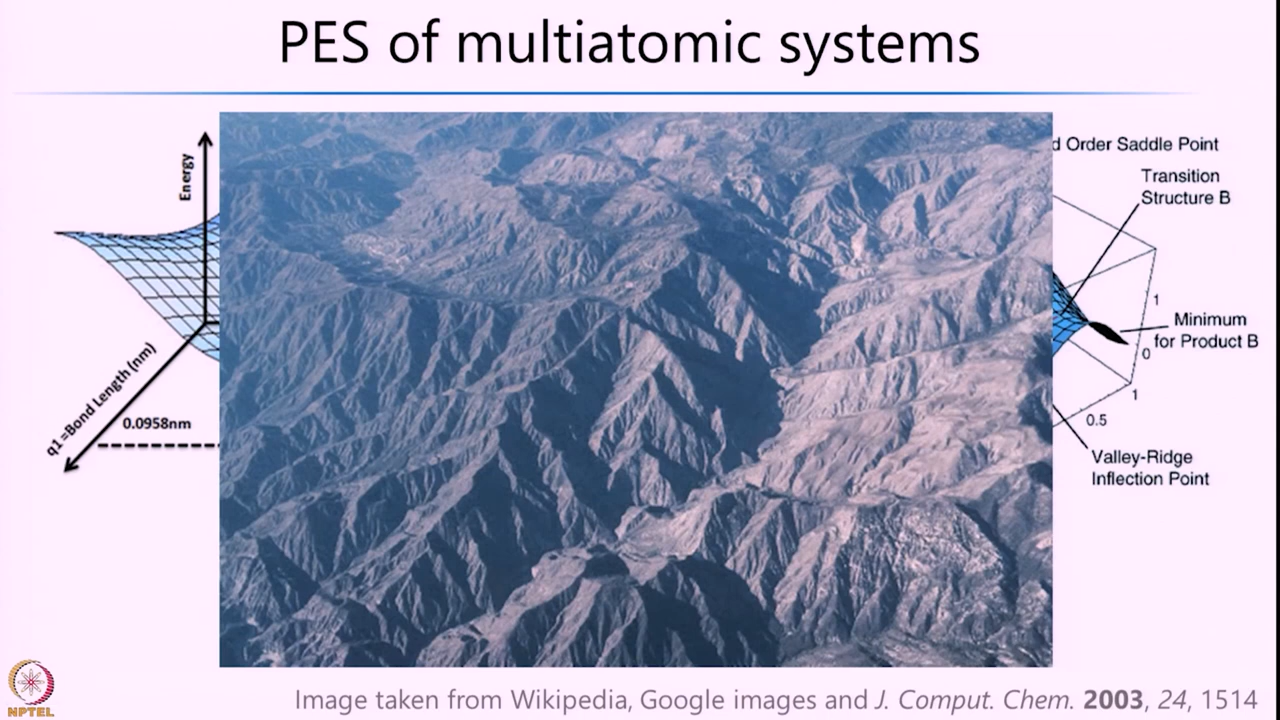 PES of multiatomic systems
Energy
q1 =Bond Length (nm)
0.0958nm
d Order Saddle Point
Transition
Structure B
1
Minimum
for Product B
0
1
0.5
Valley-Ridge
Inflection Point
NPTEL
Image taken from Wikipedia, Google images and J. Comput. Chem. 2003, 24, 1514